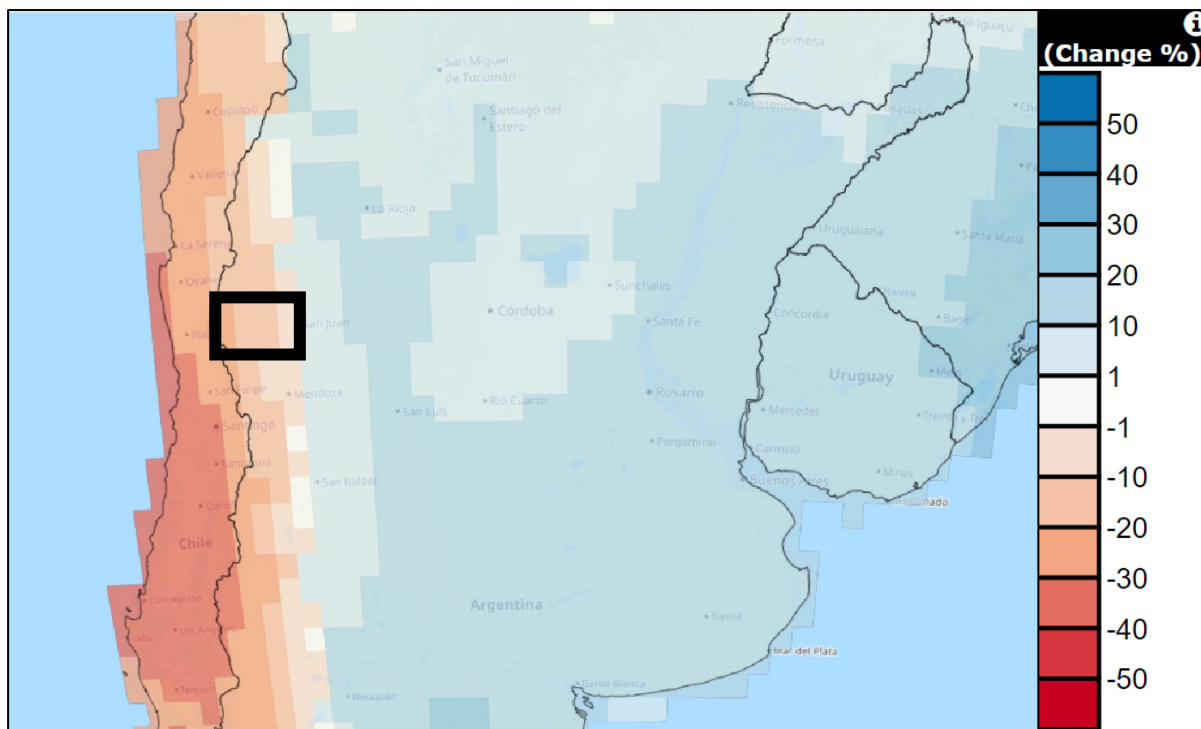 (Change %)
50
40
30
20
10
1
-1
-10
-20
-30
-40
-50
Formosa
San Miguel
de Tucumán
Copiapó
Santiago del
Estero
Resistencia
La Rioja
Uruguaiana
Santa Maria
La Serena
Sunchales
Rivera
Córdoba
San Juan
Santa Fe
Concordia
Bagé
Uruguay
San Felipe
Mendoza
San Luis
Río Cuarto
Rosario
Mercedes
Santiago
Pergamino
Carmelo
Rancagua
San Rafael
Buenos Aires
Minas
Chile
Argentina
Concepción
Tandil
Los Ángeles
Mar del Plata
Temuco
Neuquén
Bahía Blanca